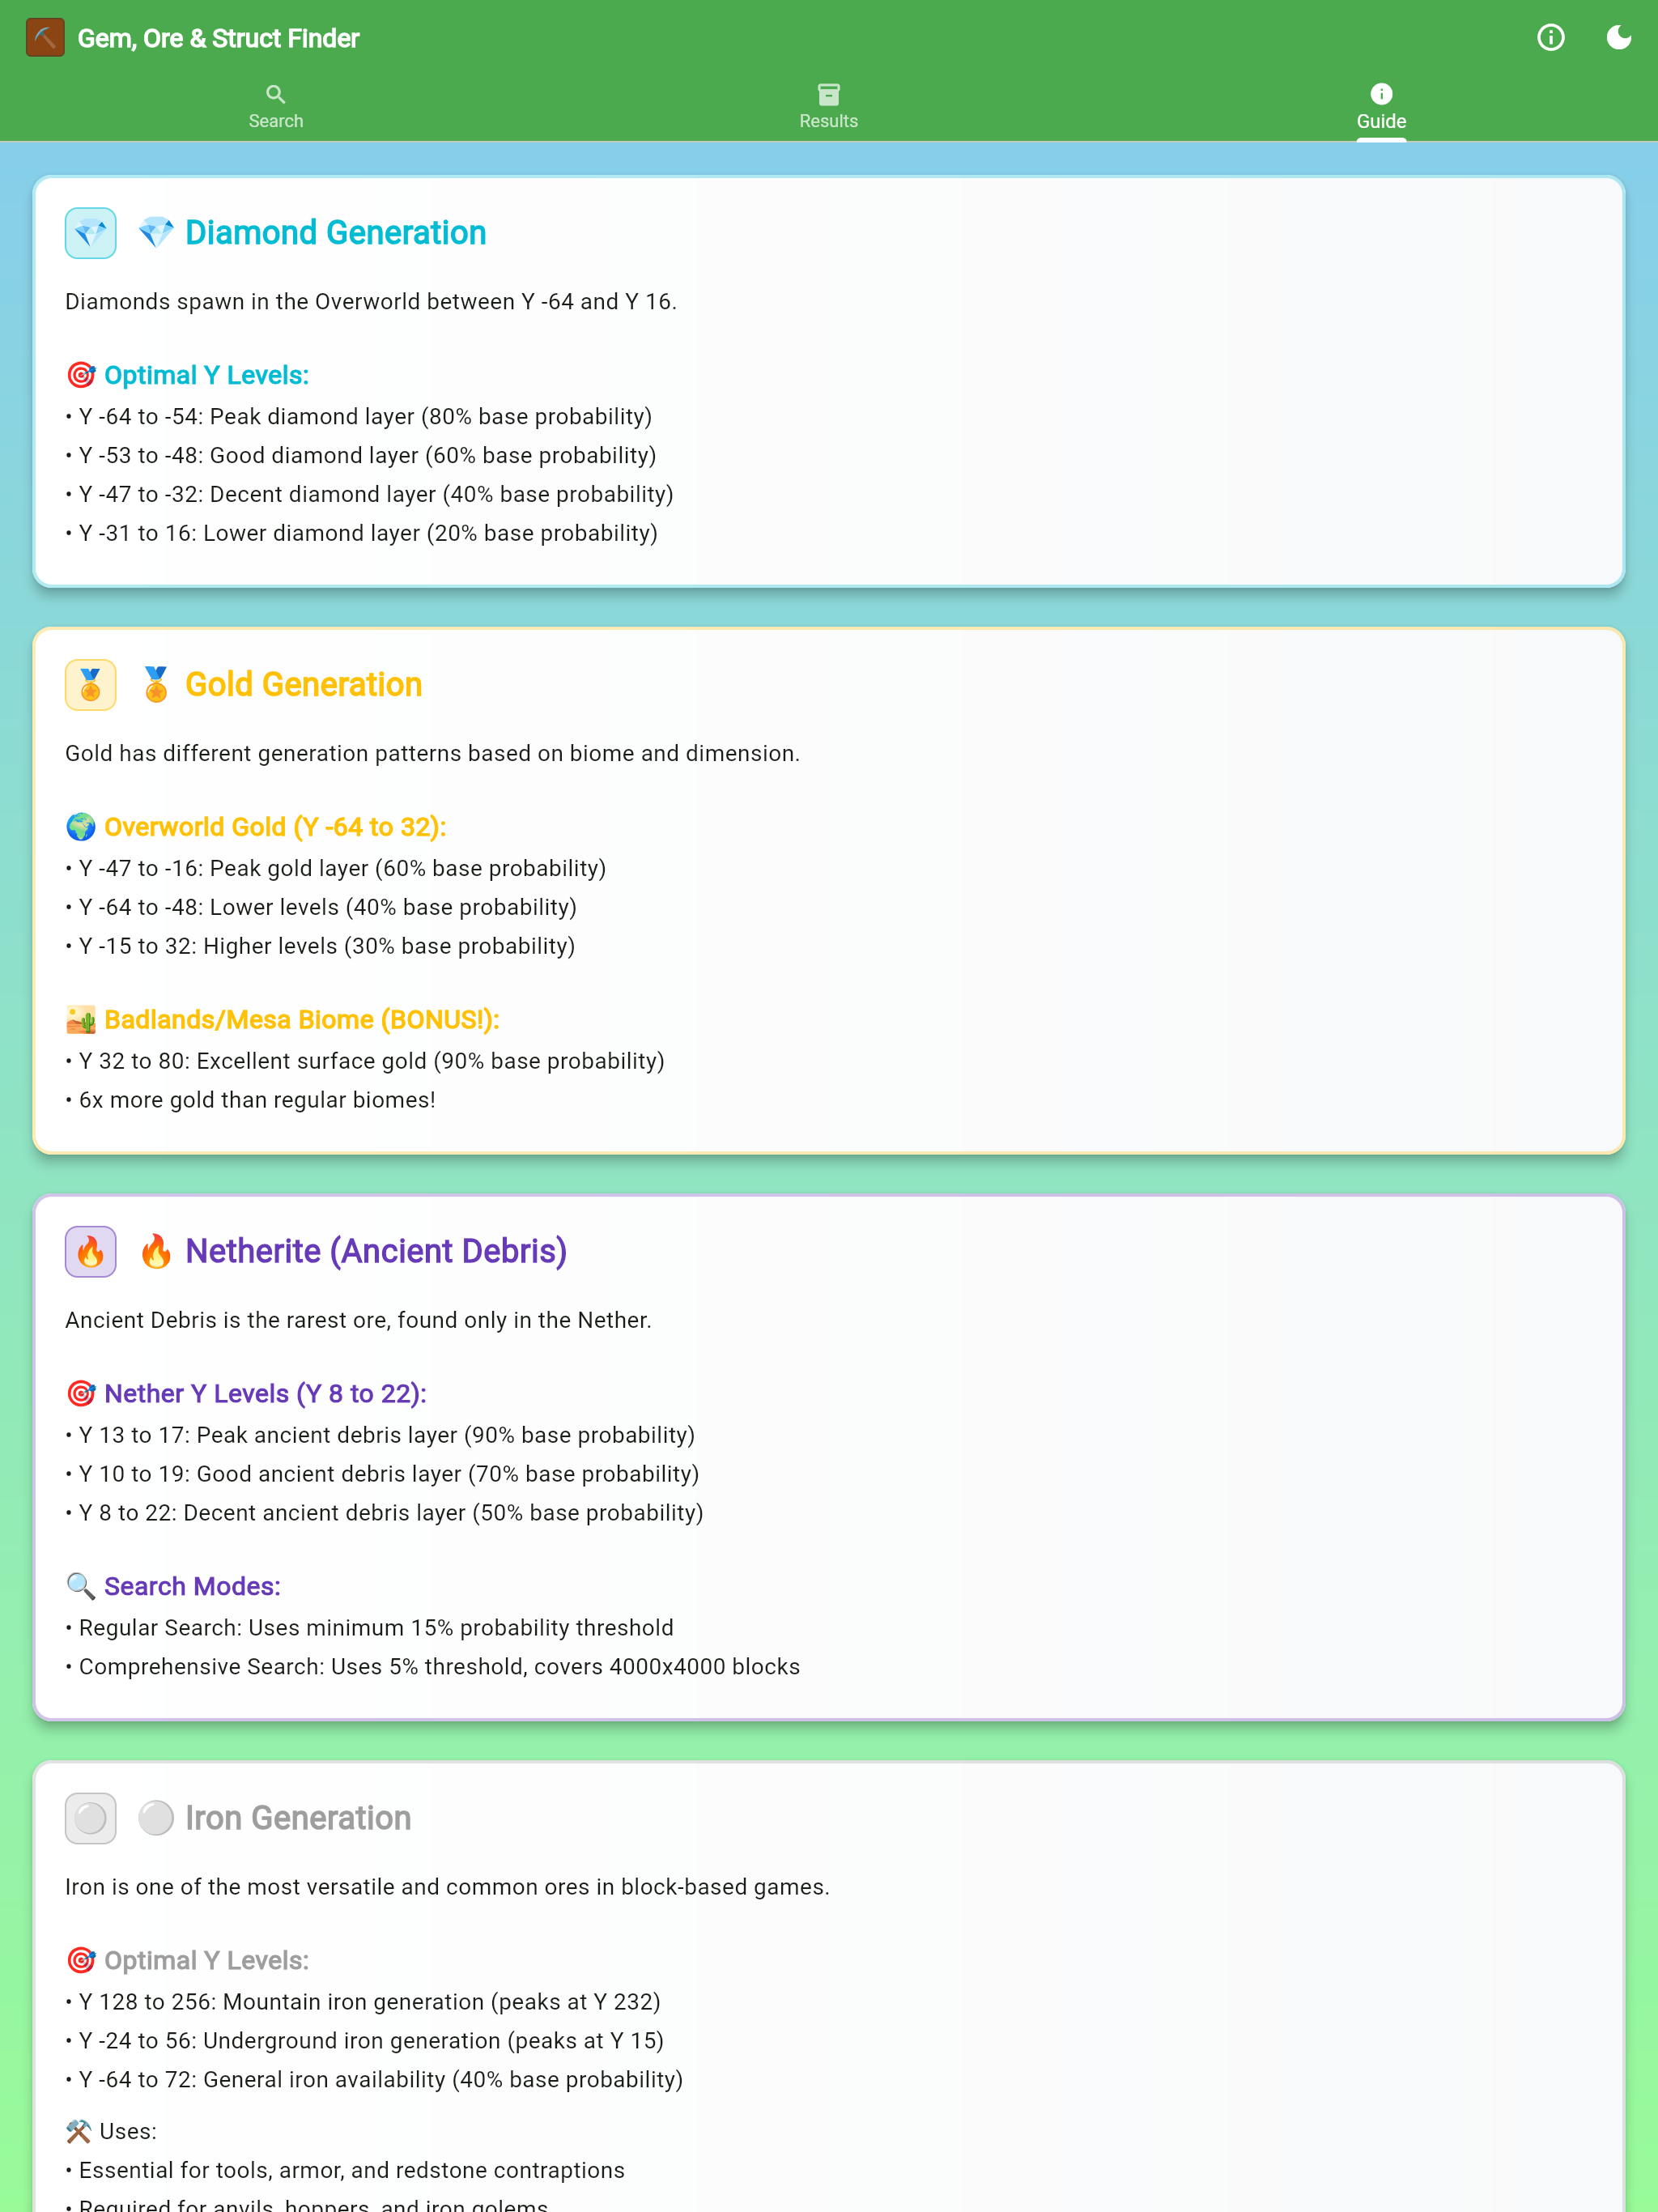 Gem, Ore & Struct Finder
Search
Results
Guide
💎 Diamond Generation
Diamonds spawn in the Overworld between Y -64 and Y 16.
🎯 Optimal Y Levels:
• Y -64 to -54: Peak diamond layer (80% base probability)
• Y -53 to -48: Good diamond layer (60% base probability)
• Y -47 to -32: Decent diamond layer (40% base probability)
• Y -31 to 16: Lower diamond layer (20% base probability)
🏅 Gold Generation
Gold has different generation patterns based on biome and dimension.
🌍 Overworld Gold (Y -64 to 32):
• Y -47 to -16: Peak gold layer (60% base probability)
• Y -64 to -48: Lower levels (40% base probability)
• Y -15 to 32: Higher levels (30% base probability)
🏜️ Badlands/Mesa Biome (BONUS!):
• Y 32 to 80: Excellent surface gold (90% base probability)
• 6x more gold than regular biomes!
🔥 Netherite (Ancient Debris)
Ancient Debris is the rarest ore, found only in the Nether.
🎯 Nether Y Levels (Y 8 to 22):
• Y 13 to 17: Peak ancient debris layer (90% base probability)
• Y 10 to 19: Good ancient debris layer (70% base probability)
• Y 8 to 22: Decent ancient debris layer (50% base probability)
🔍 Search Modes:
• Regular Search: Uses minimum 15% probability threshold
• Comprehensive Search: Uses 5% threshold, covers 4000x4000 blocks
⚪ Iron Generation
Iron is one of the most versatile and common ores in block-based games.
🎯 Optimal Y Levels:
• Y 128 to 256: Mountain iron generation (peaks at Y 232)
• Y -24 to 56: Underground iron generation (peaks at Y 15)
• Y -64 to 72: General iron availability (40% base probability)
⚒️ Uses:
• Essential for tools, armor, and redstone contraptions
• Required for anvils, hoppers, and iron golems